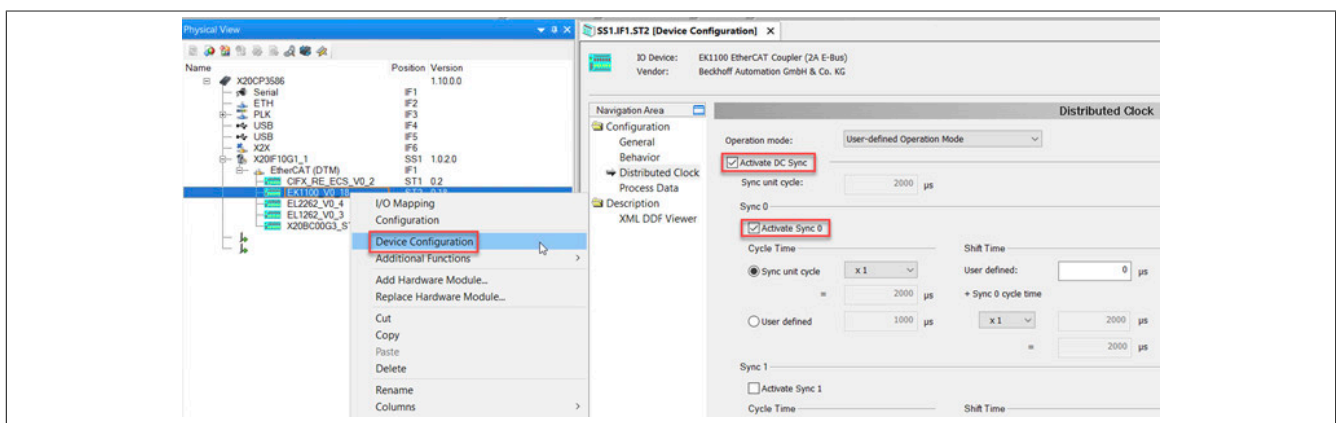 Physical View
Name Position Version
X20CP3586 1.10.0.0
Serial IF1
ETH IF2
PLK IF3
USB IF4
USB IF5
X2X IF6
X20IF10G1_1 SS1 1.0.2.0
EtherCAT (DTM) IF1
CIFX_RE_ECS_V0_2 ST1 0.2
EK1100_V0_18 ST2 0.18
EL2262_V0_4
EL1262_V0_3
X20BC00G3_S
I/O Mapping
Configuration
Device Configuration
Additional Functions
Add Hardware Module...
Replace Hardware Module...
Cut
Copy
Paste
Delete
Rename
Columns
SS1.IF1.ST2 [Device Configuration] X
IO Device: EK1100 EtherCAT Coupler (2A E-Bus)
Vendor: Beckhoff Automation GmbH & Co. KG
Navigation Area
Configuration
General
Behavior
Distributed Clock
Process Data
Description
XML DDF Viewer
Distributed Clock
Operation mode: User-defined Operation Mode
Activate DC Sync
Sync unit cycle: 2000 µs
Sync 0
Activate Sync 0
Cycle Time Shift Time
Sync unit cycle x 1 User defined: 0 µs
= 2000 µs + Sync 0 cycle time
User defined 1000 µs x 1 2000 µs
= 2000 µs
Sync 1
Activate Sync 1
Cycle Time Shift Time